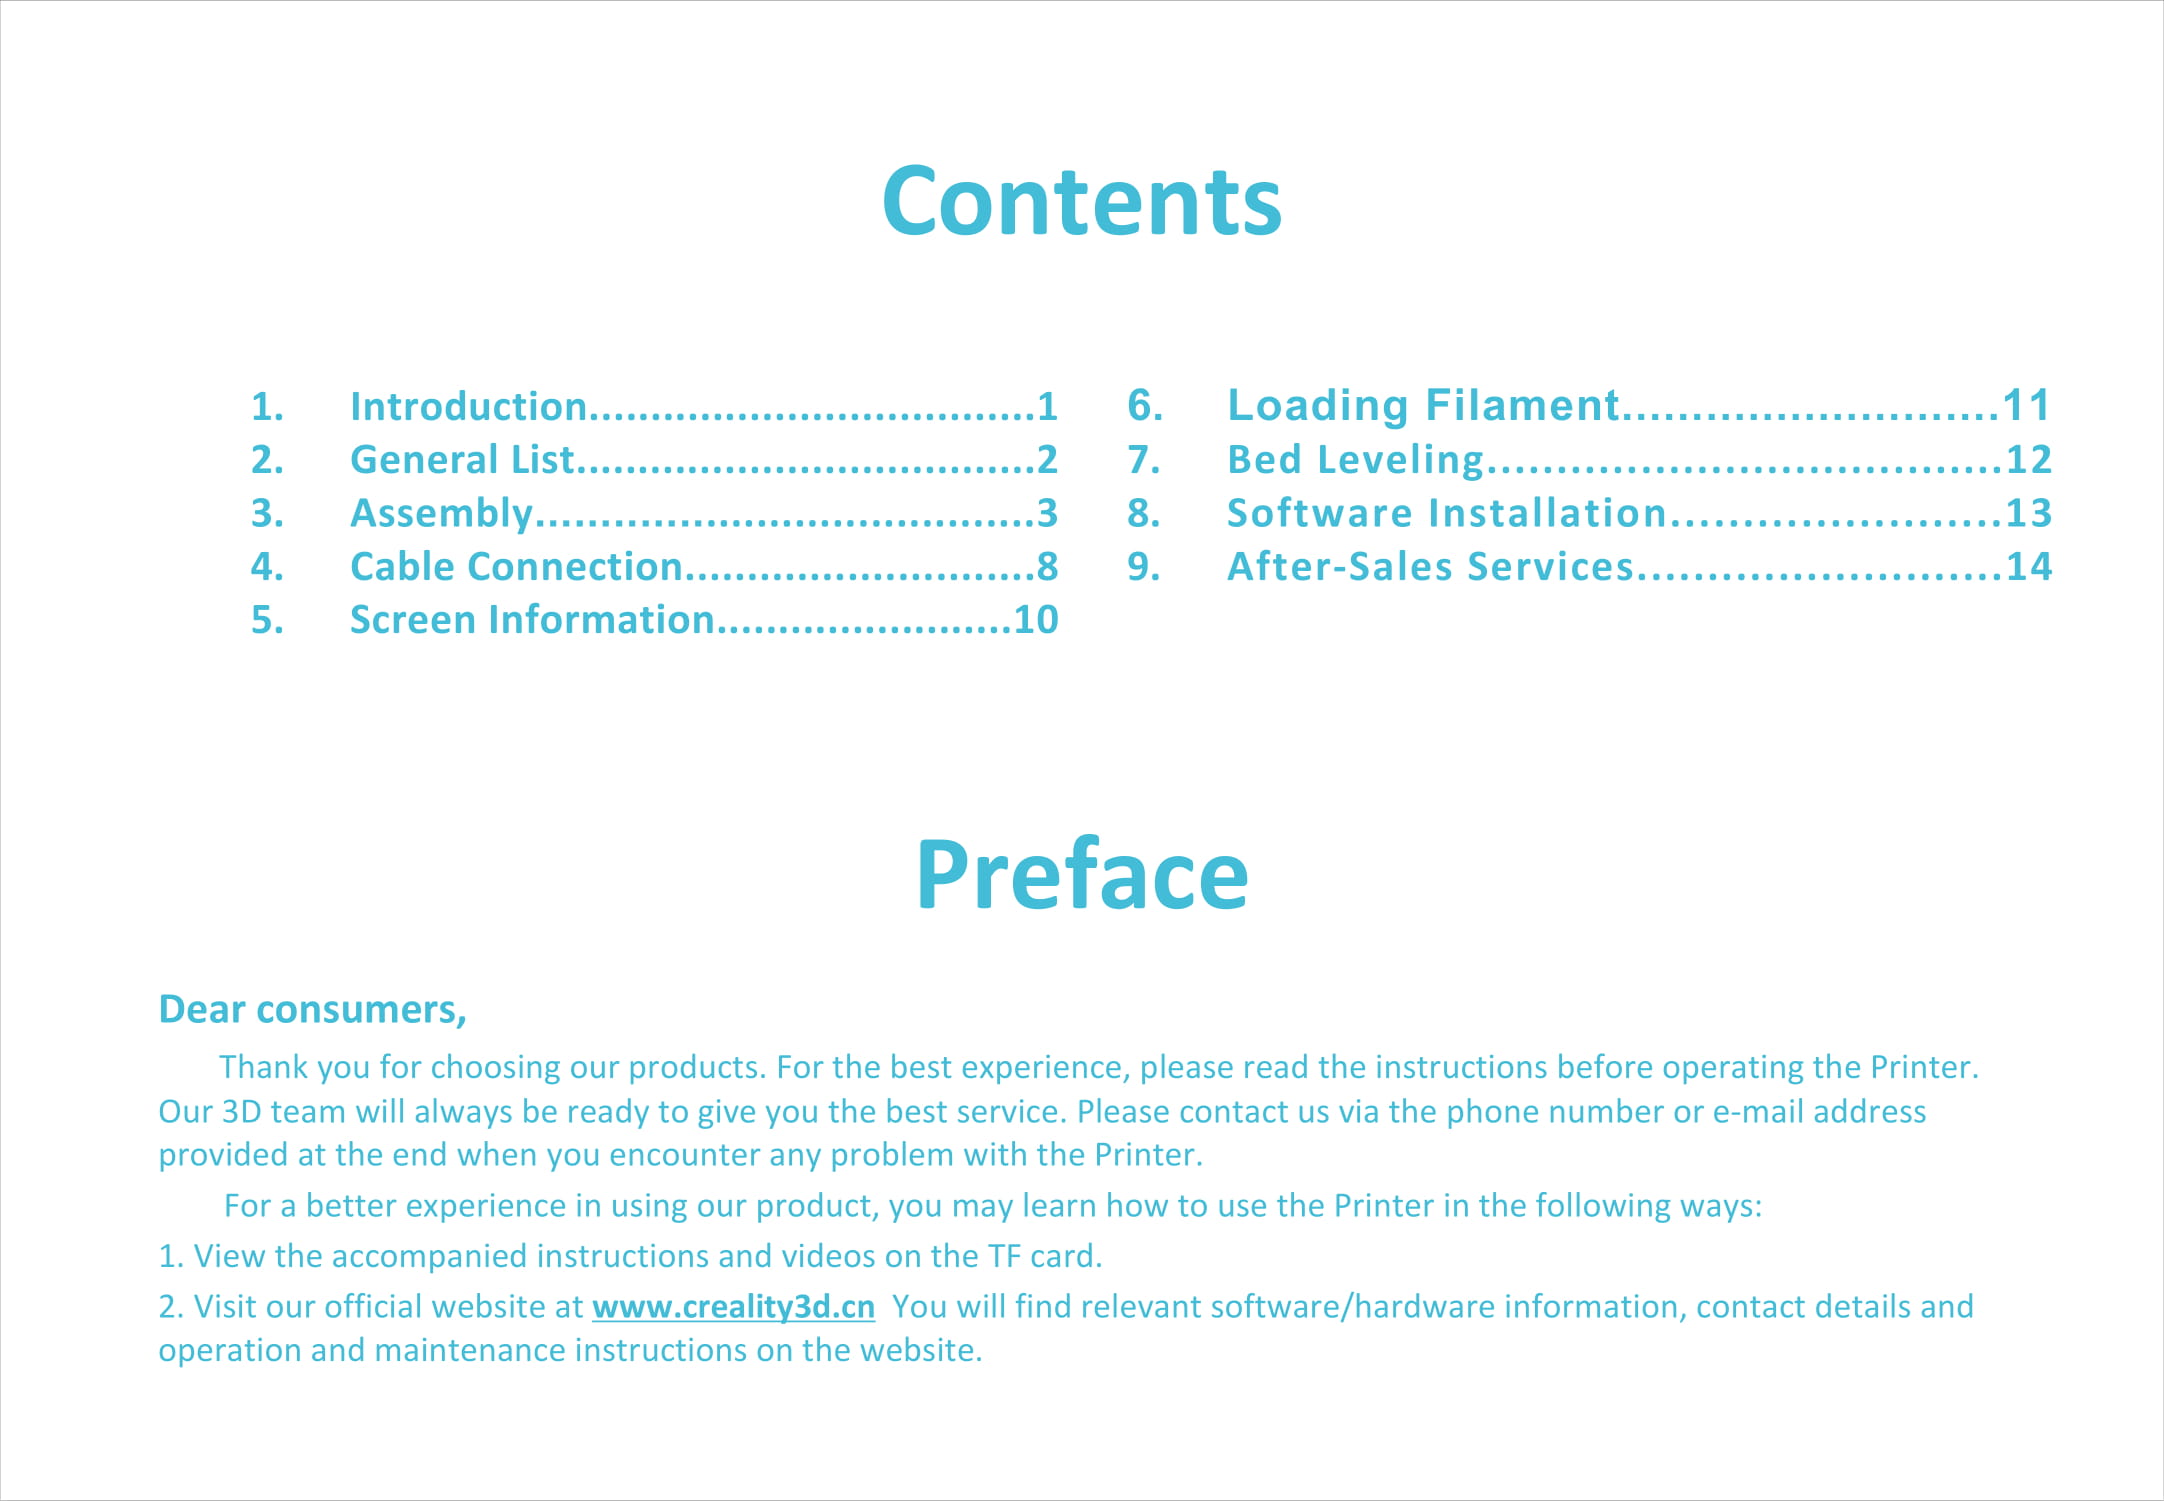 Contents
1. Introduction....................................1
2. General List.....................................2
3. Assembly.......................................3
4. Cable Connection............................8
5. Screen Information........................10
6. Loading Filament...........................11
7. Bed Leveling.....................................12
8. Software Installation.......................13
9. After-Sales Services..........................14
Preface
Dear consumers,
Thank you for choosing our products. For the best experience, please read the instructions before operating the Printer.
Our 3D team will always be ready to give you the best service. Please contact us via the phone number or e-mail address
provided at the end when you encounter any problem with the Printer.
For a better experience in using our product, you may learn how to use the Printer in the following ways:
1. View the accompanied instructions and videos on the TF card.
2. Visit our official website at www.creality3d.cn You will find relevant software/hardware information, contact details and
operation and maintenance instructions on the website.